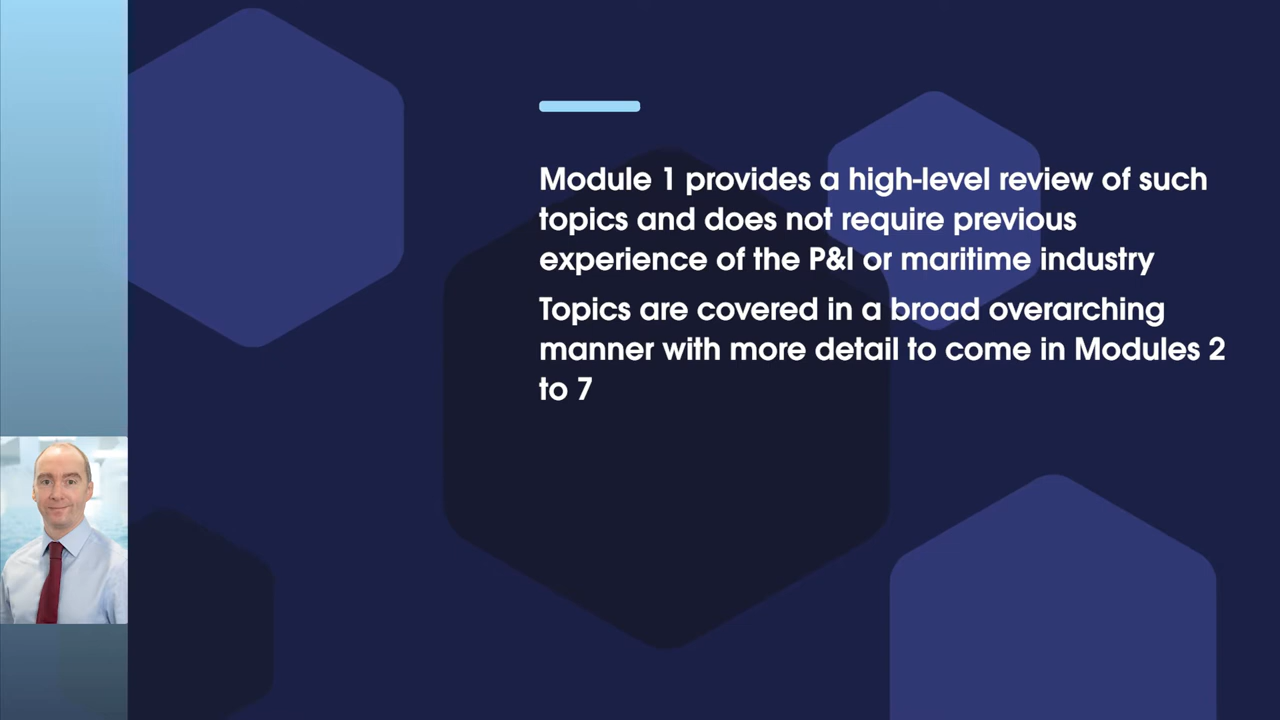 Module 1 provides a high-level review of such
topics and does not require previous
experience of the P&I or maritime industry
Topics are covered in a broad overarching
manner with more detail to come in Modules 2
to 7